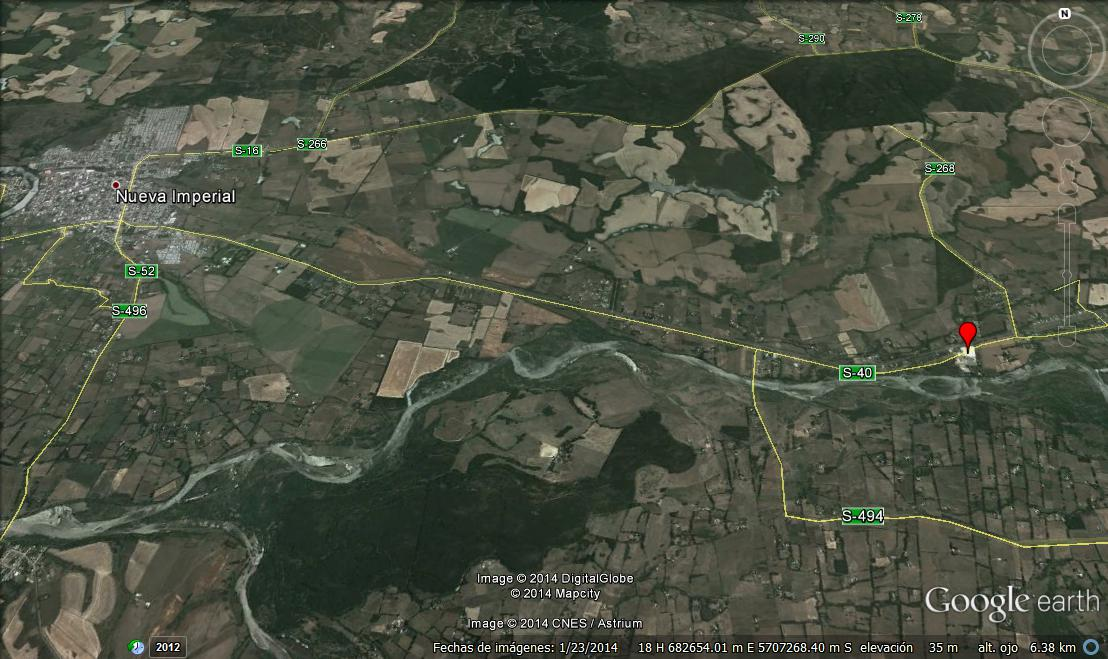 S-278
S-290
N
S-266
S-16
S-268
Nueva Imperial
S-52
S-496
S-40
S-494
Image © 2014 DigitalGlobe
© 2014 Mapcity
Image © 2014 CNES / Astrium
Google earth
2012
Fechas de imágenes: 1/23/2014 18 H 682654.01 m E 5707268.40 m S elevación 35 m alt. ojo 6.38 km